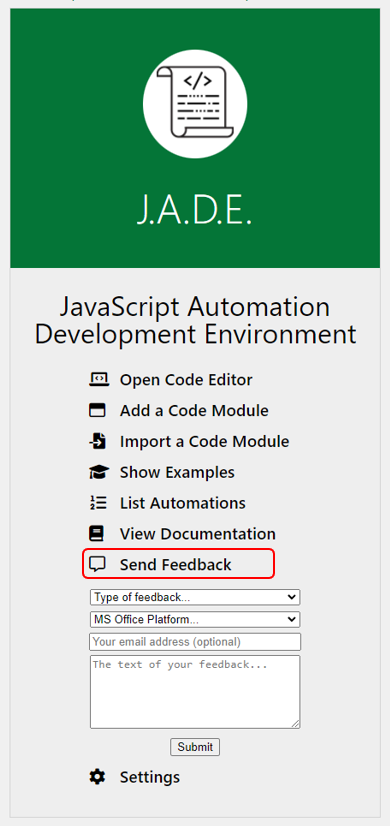 </>
J.A.D.E.
JavaScript Automation
Development Environment
Open Code Editor
Add a Code Module
Import a Code Module
Show Examples
List Automations
View Documentation
Send Feedback
Type of feedback...
MS Office Platform...
Your email address (optional)
The text of your feedback...
Submit
Settings